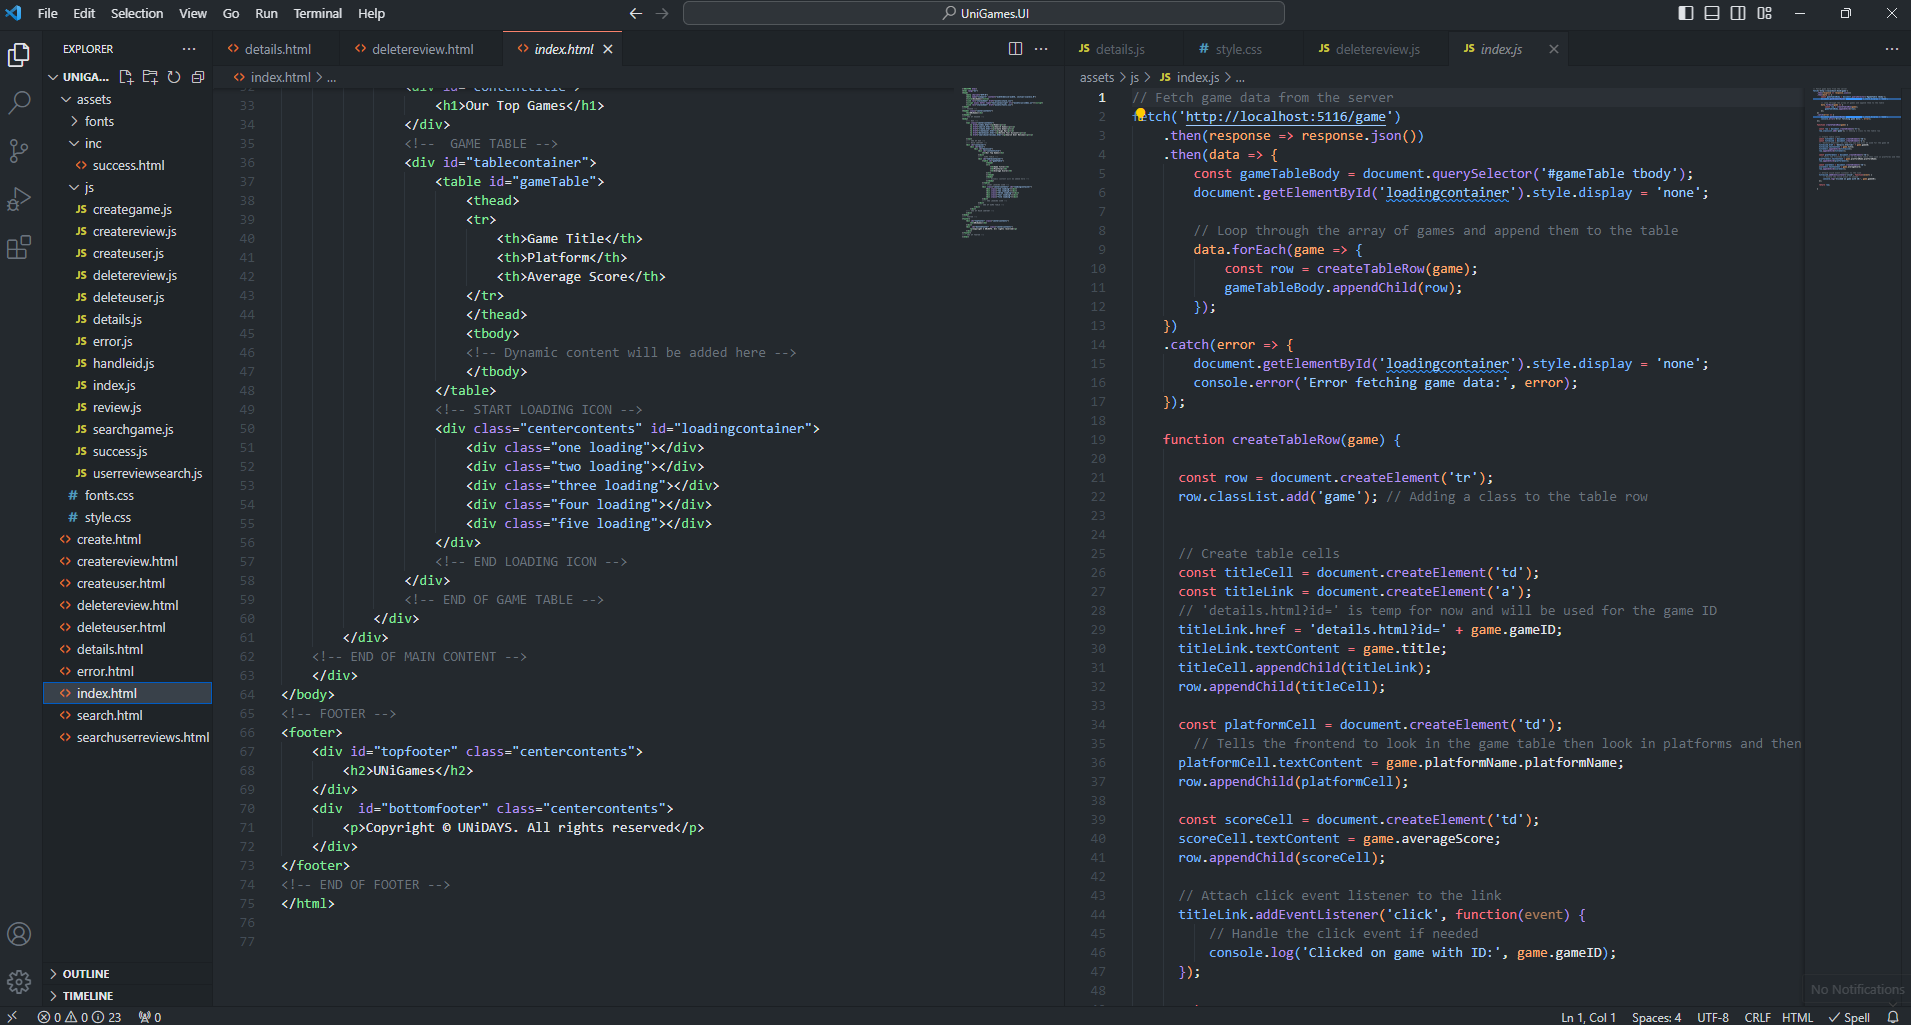 File Edit Selection View Go Run Terminal Help
UniGames.UI
EXPLORER ...
UNIGA...
assets
fonts
inc
success.html
js
JS creategame.js
JS createreview.js
JS createuser.js
JS deletereview.js
JS deleteuser.js
JS details.js
JS error.js
JS handleid.js
JS index.js
JS review.js
JS searchgame.js
JS success.js
JS userreviewsearch.js
# fonts.css
# style.css
<> create.html
<> createreview.html
<> createuser.html
<> deletereview.html
<> deleteuser.html
<> details.html
<> error.html
<> index.html
<> search.html
<> searchuserreviews.html
OUTLINE
TIMELINE
<> details.html <> deletereview.html <> index.html
<> index.html > ...
32 <div id="contenttitle">
33 <h1>Our Top Games</h1>
34 </div>
35 <!--  GAME TABLE -->
36 <div id="tablecontainer">
37 <table id="gameTable">
38 <thead>
39 <tr>
40 <th>Game Title</th>
41 <th>Platform</th>
42 <th>Average Score</th>
43 </tr>
44 </thead>
45 <tbody>
46 <!-- Dynamic content will be added here -->
47 </tbody>
48 </table>
49 <!-- START LOADING ICON -->
50 <div class="centercontents" id="loadingcontainer">
51 <div class="one loading"></div>
52 <div class="two loading"></div>
53 <div class="three loading"></div>
54 <div class="four loading"></div>
55 <div class="five loading"></div>
56 </div>
57 <!-- END LOADING ICON -->
58 </div>
59 <!-- END OF GAME TABLE -->
60 </div>
61 </div>
62 <!-- END OF MAIN CONTENT -->
63 </div>
64 </body>
65 <!-- FOOTER -->
66 <footer>
67 <div id="topfooter" class="centercontents">
68 <h2>UNiGames</h2>
69 </div>
70 <div  id="bottomfooter" class="centercontents">
71 <p>Copyright © UNiDAYS. All rights reserved</p>
72 </div>
73 </footer>
74 <!-- END OF FOOTER -->
75 </html>
76
77
JS details.js # style.css JS deletereview.js JS index.js
assets > js > JS index.js > ...
1 // Fetch game data from the server
2 fetch('http://localhost:5116/game')
3 .then(response => response.json())
4 .then(data => {
5 const gameTableBody = document.querySelector('#gameTable tbody');
6 document.getElementById('loadingcontainer').style.display = 'none';
7
8 // Loop through the array of games and append them to the table
9 data.forEach(game => {
10 const row = createTableRow(game);
11 gameTableBody.appendChild(row);
12 });
13 })
14 .catch(error => {
15 document.getElementById('loadingcontainer').style.display = 'none';
16 console.error('Error fetching game data:', error);
17 });
18
19 function createTableRow(game) {
20
21 const row = document.createElement('tr');
22 row.classList.add('game'); // Adding a class to the table row
23
24
25 // Create table cells
26 const titleCell = document.createElement('td');
27 const titleLink = document.createElement('a');
28 // 'details.html?id=' is temp for now and will be used for the game ID
29 titleLink.href = 'details.html?id=' + game.gameID;
30 titleLink.textContent = game.title;
31 titleCell.appendChild(titleLink);
32 row.appendChild(titleCell);
33
34 const platformCell = document.createElement('td');
35 // Tells the frontend to look in the game table then look in platforms and then
36 platformCell.textContent = game.platformName.platformName;
37 row.appendChild(platformCell);
38
39 const scoreCell = document.createElement('td');
40 scoreCell.textContent = game.averageScore;
41 row.appendChild(scoreCell);
42
43 // Attach click event listener to the link
44 titleLink.addEventListener('click', function(event) {
45 // Handle the click event if needed
46 console.log('Clicked on game with ID:', game.gameID);
47 });
48
No Notifications
0 0 23 0
Ln 1, Col 1 Spaces: 4 UTF-8 CRLF HTML Spell